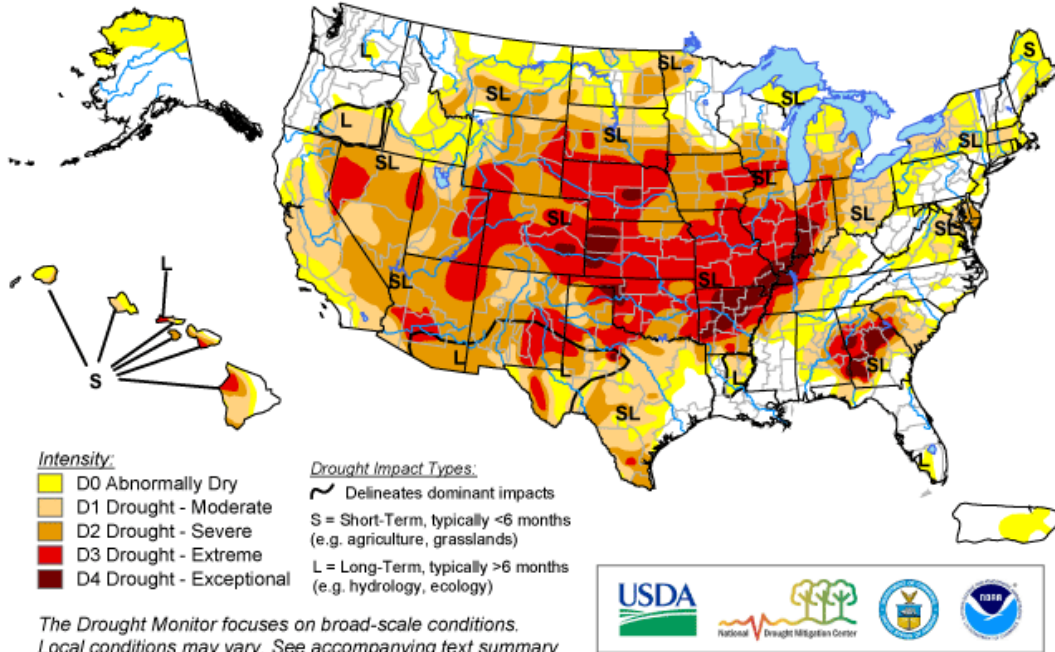 L
SL
S
SL
SL
L
SL
SL
SL
SL
SL
SL
SL
SL
SL
SL
L
L
L
SL
SL
L
L
S
Intensity:
D0 Abnormally Dry
D1 Drought - Moderate
D2 Drought - Severe
D3 Drought - Extreme
D4 Drought - Exceptional
Drought Impact Types:
Delineates dominant impacts
S = Short-Term, typically <6 months
(e.g. agriculture, grasslands)
L = Long-Term, typically >6 months
(e.g. hydrology, ecology)
The Drought Monitor focuses on broad-scale conditions.
Local conditions may vary. See accompanying text summary
USDA
National Drought Mitigation Center
NOAA